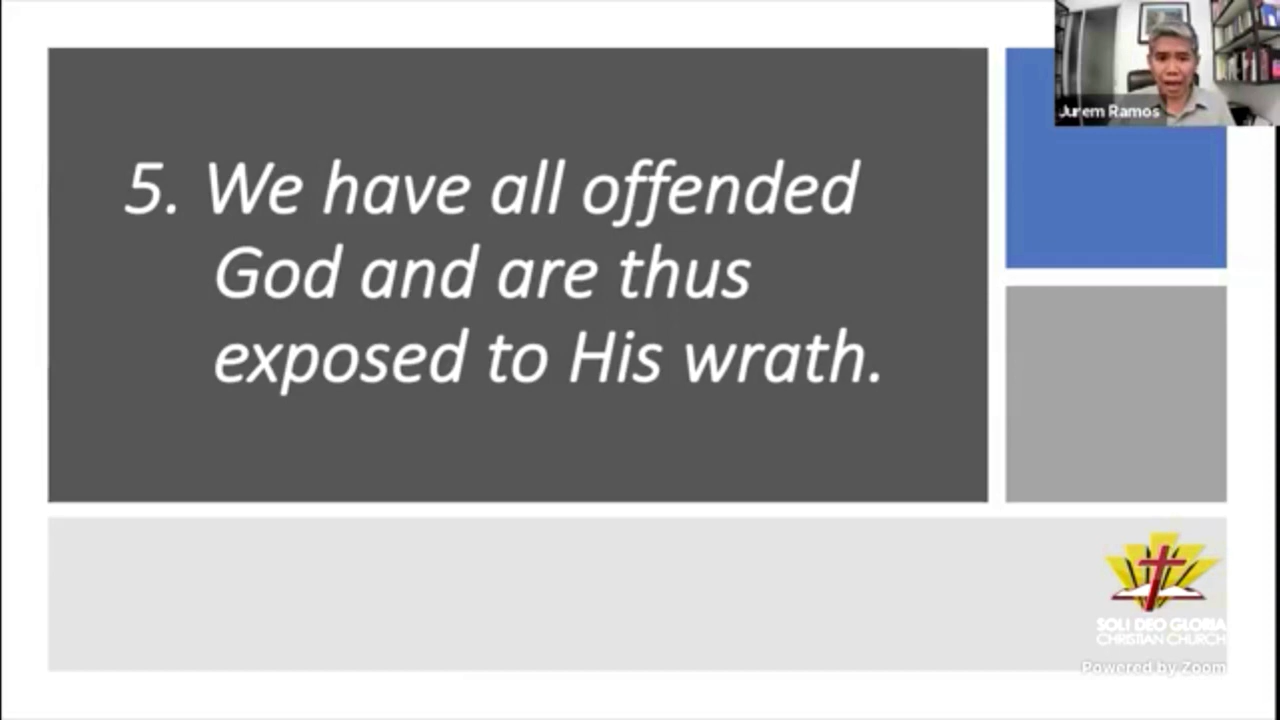 Jurem Ramos
5. We have all offended
God and are thus
exposed to His wrath.
SOLI DEO GLORIA
CHRISTIAN CHURCH
Powered by Zoom